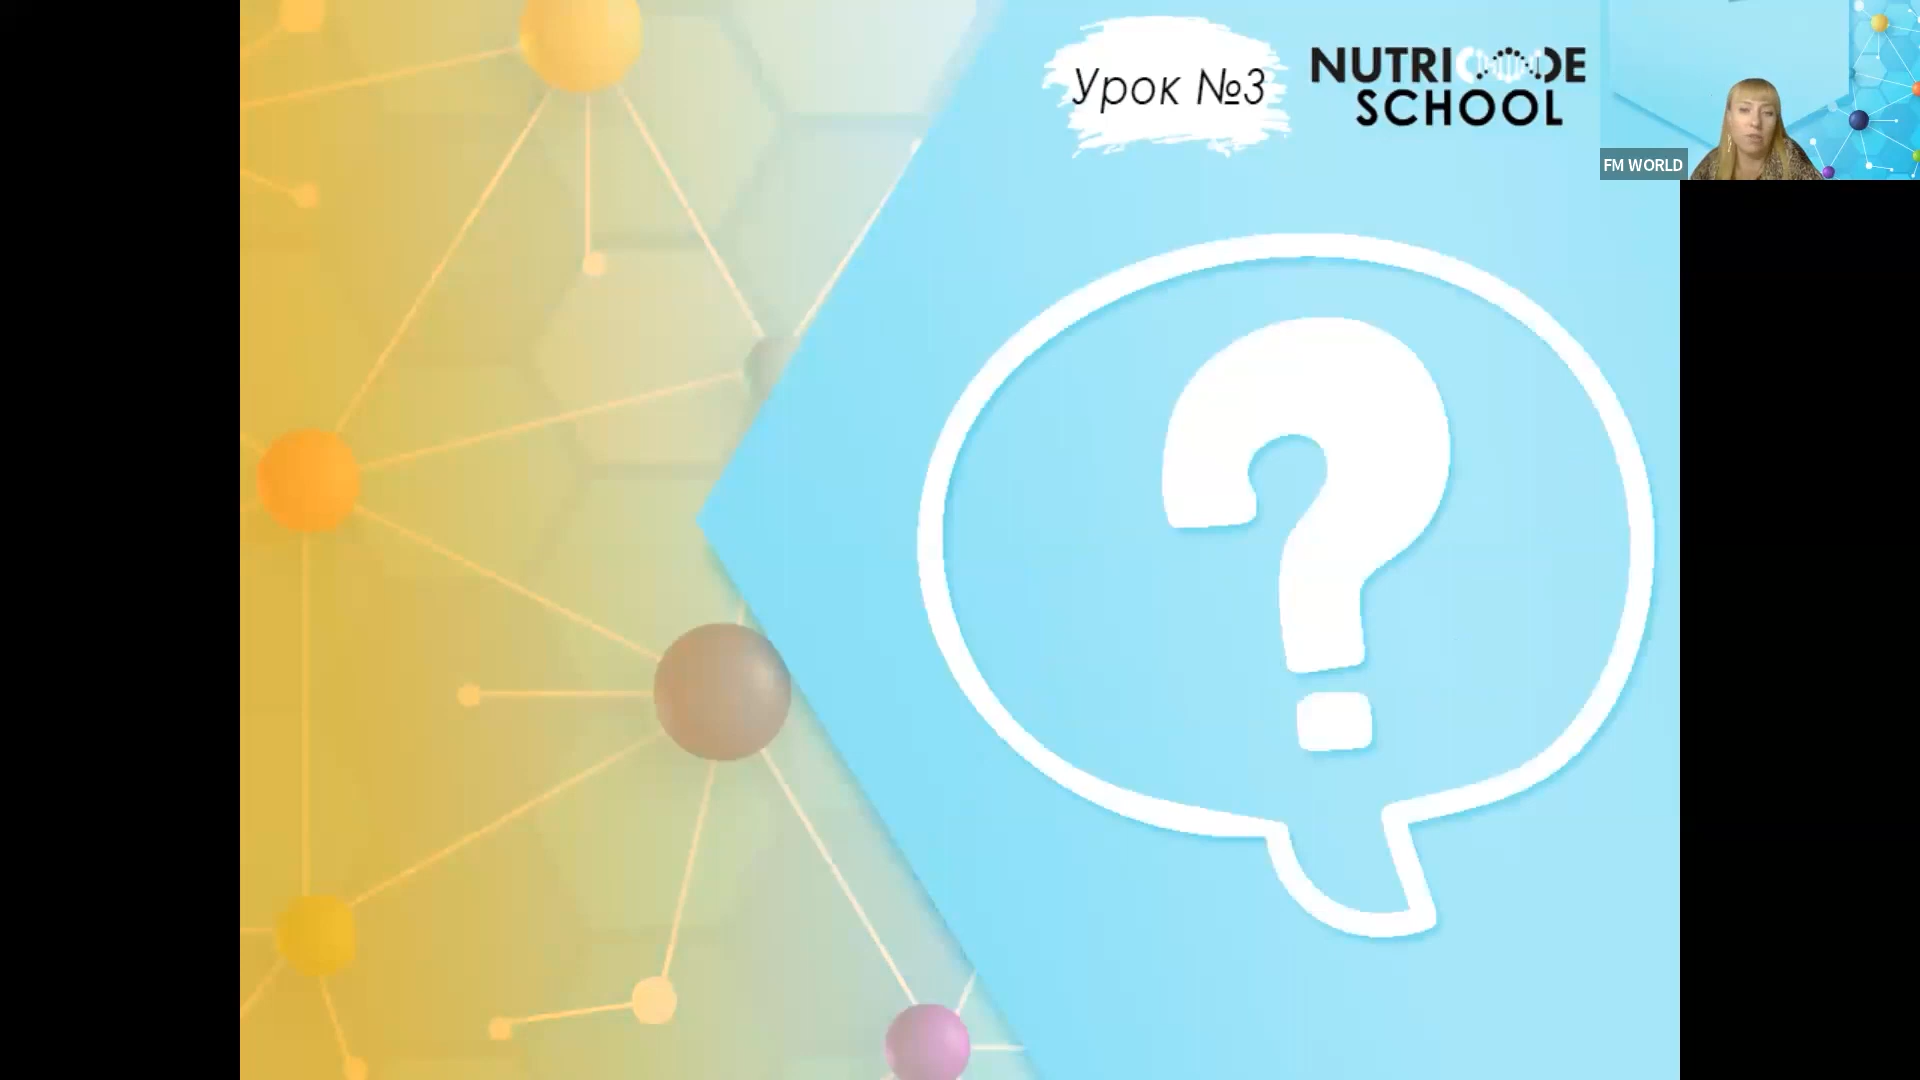 Урок №3
NUTRICODE
SCHOOL
FM WORLD
?